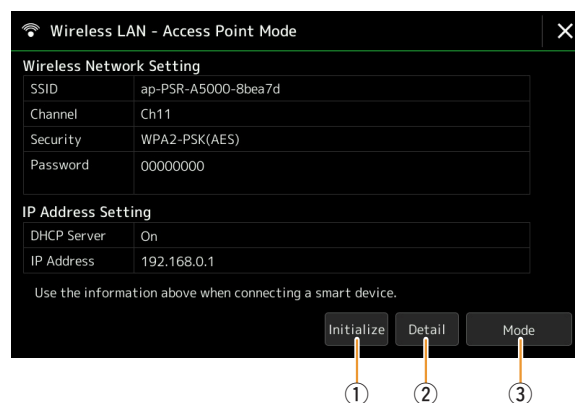 Wireless LAN - Access Point Mode
Wireless Network Setting
SSID ap-PSR-A5000-8bea7d
Channel Ch11
Security WPA2-PSK(AES)
Password 00000000
IP Address Setting
DHCP Server On
IP Address 192.168.0.1
Use the information above when connecting a smart device.
Initialize Detail Mode
① ② ③